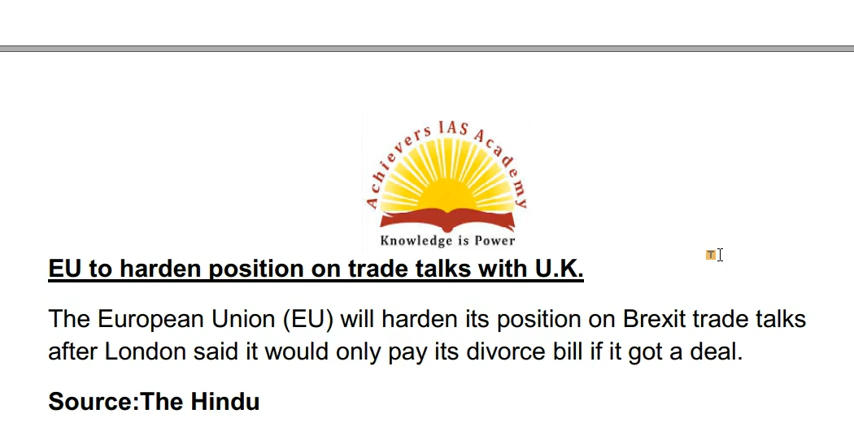 Achievers IAS Academy
Knowledge is Power
EU to harden position on trade talks with U.K.
The European Union (EU) will harden its position on Brexit trade talks
after London said it would only pay its divorce bill if it got a deal.
Source:The Hindu